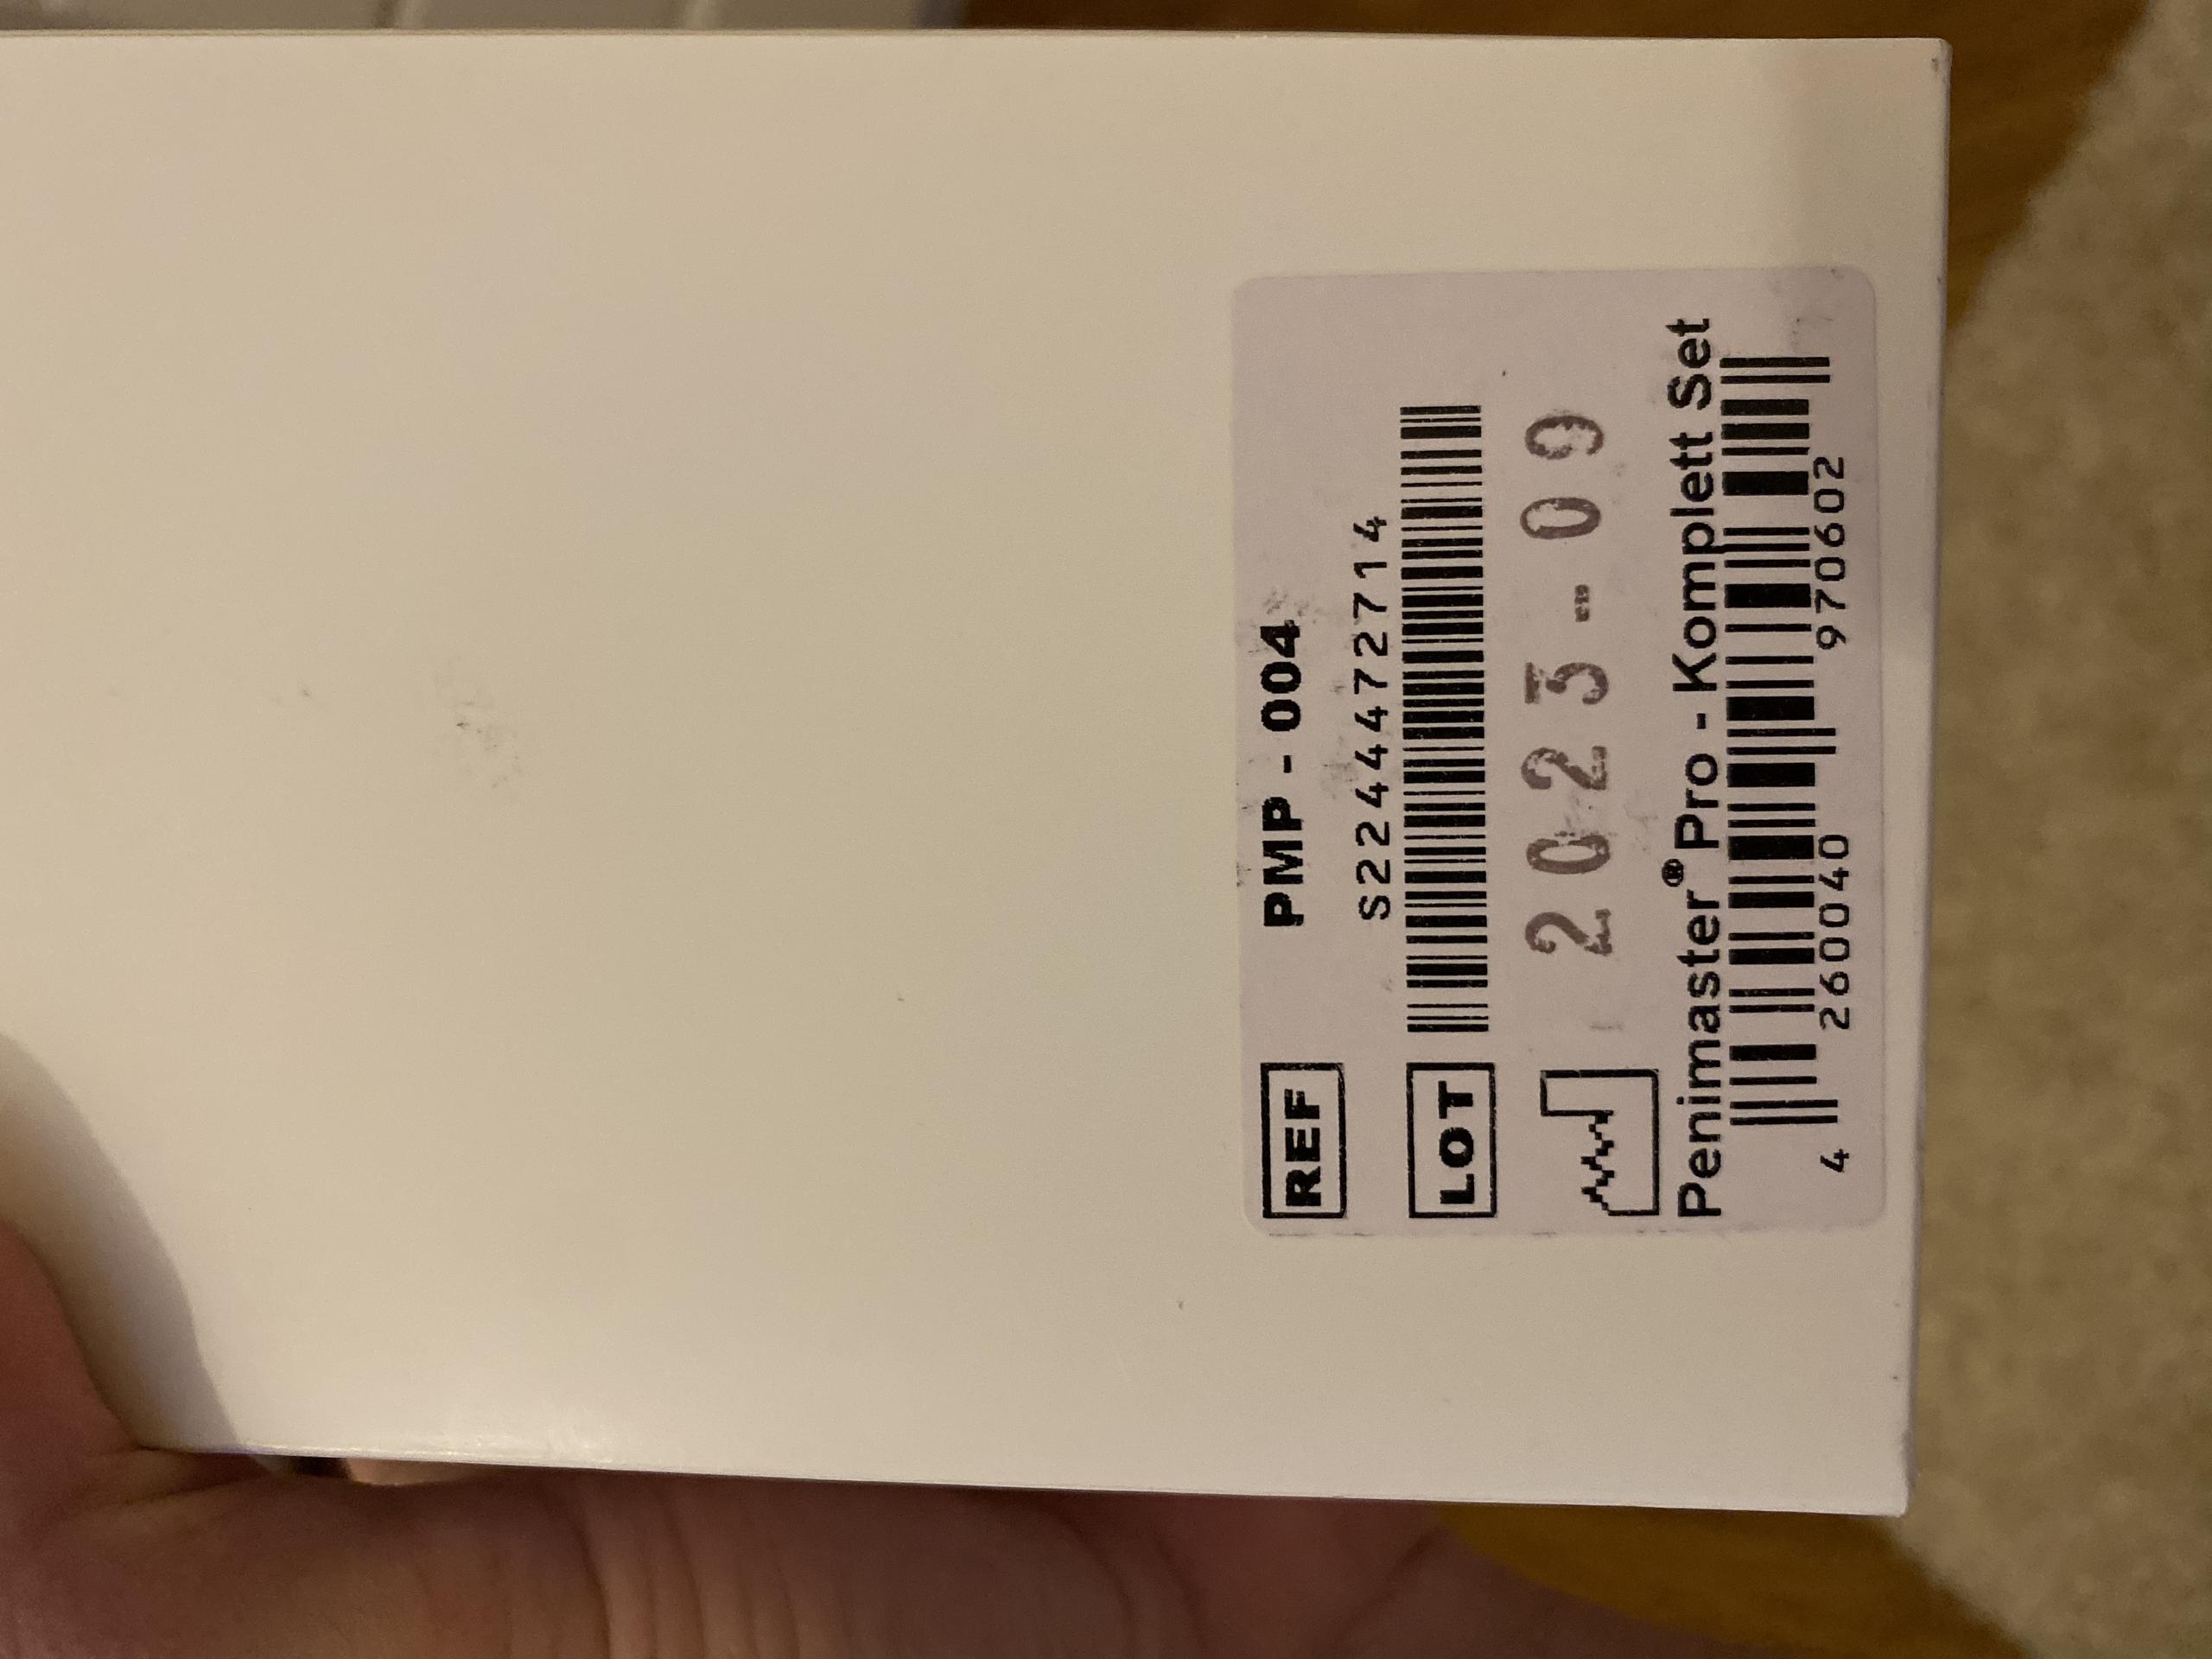 REF PMP - 004
S2244472714
LOT
2023-09
Penimaster® Pro - Komplett Set
4 260040 970602